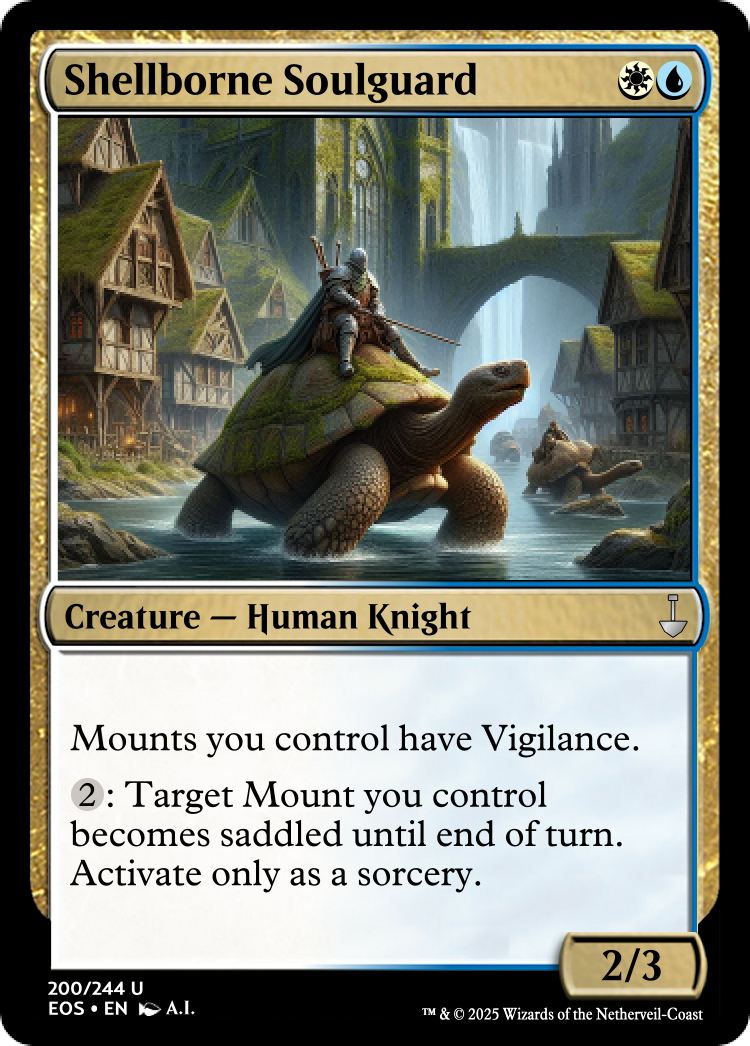 Shellborne Soulguard
Creature — Human Knight
Mounts you control have Vigilance.
2: Target Mount you control
becomes saddled until end of turn.
Activate only as a sorcery.
2/3
200/244 U
EOS • EN A.I.
™ & © 2025 Wizards of the Netherveil-Coast